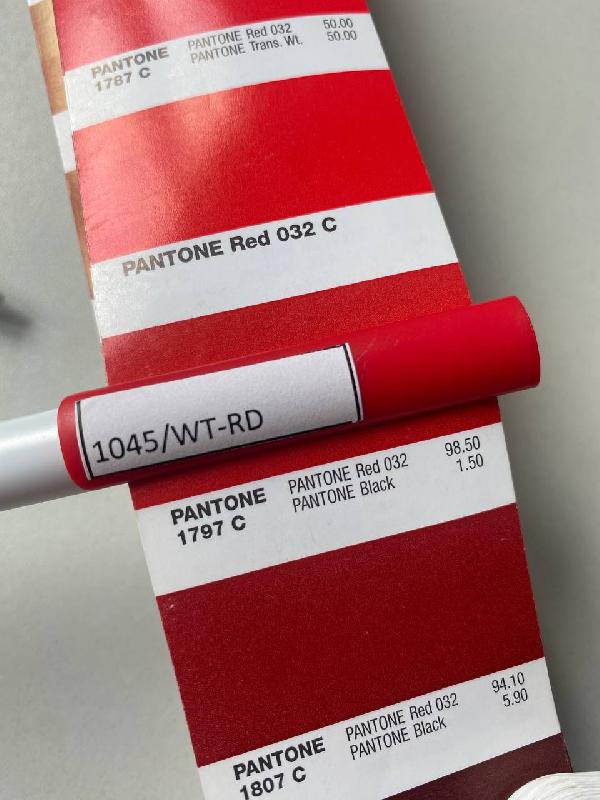 PANTONE
1787 C
PANTONE Red 032 50.00
PANTONE Trans. Wt. 50.00
PANTONE Red 032 C
1045/WT-RD
PANTONE
1797 C
PANTONE Red 032 98.50
PANTONE Black 1.50
PANTONE
1807 C
PANTONE Red 032 94.10
PANTONE Black 5.90